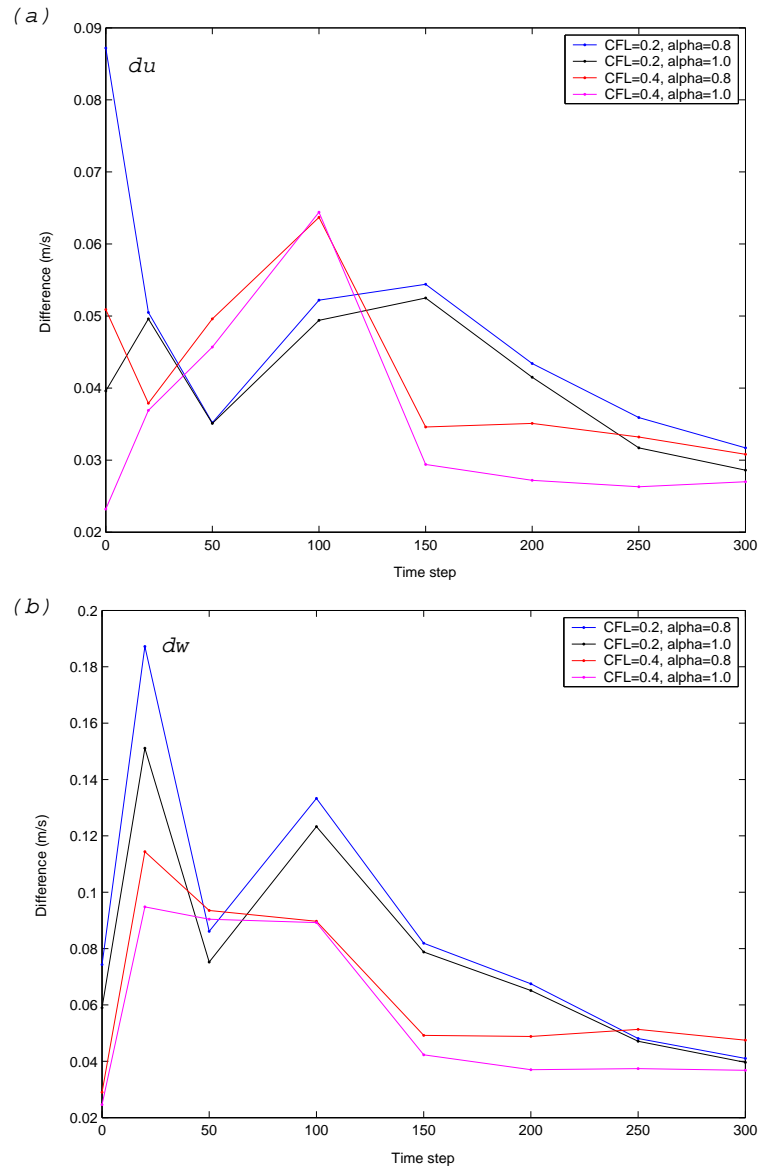 (a)
du
CFL=0.2, alpha=0.8
CFL=0.2, alpha=1.0
CFL=0.4, alpha=0.8
CFL=0.4, alpha=1.0
0.09
0.08
0.07
0.06
0.05
0.04
0.03
0.02
Difference (m/s)
0 50 100 150 200 250 300
Time step
(b)
dw
CFL=0.2, alpha=0.8
CFL=0.2, alpha=1.0
CFL=0.4, alpha=0.8
CFL=0.4, alpha=1.0
0.2
0.18
0.16
0.14
0.12
0.1
0.08
0.06
0.04
0.02
Difference (m/s)
0 50 100 150 200 250 300
Time step